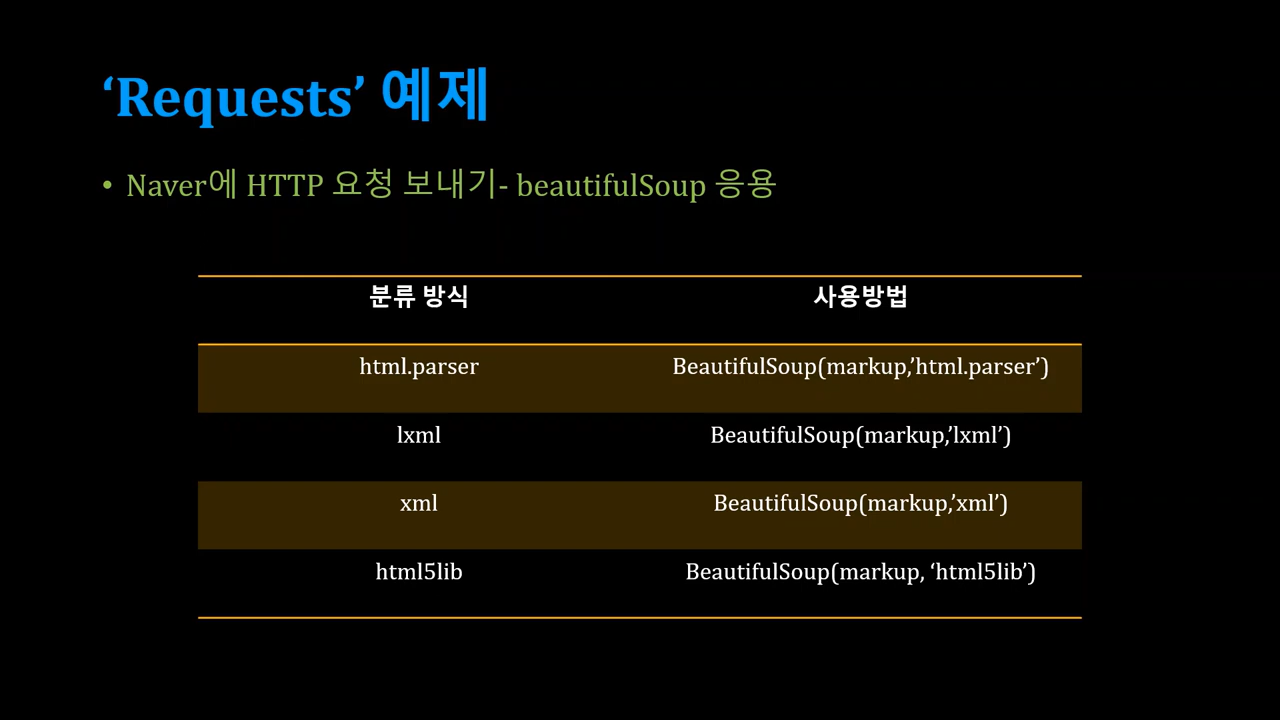 ‘Requests’ 예제
• Naver에 HTTP 요청 보내기- beautifulSoup 응용
분류 방식 사용방법
html.parser BeautifulSoup(markup,’html.parser’)
lxml BeautifulSoup(markup,’lxml’)
xml BeautifulSoup(markup,’xml’)
html5lib BeautifulSoup(markup, ‘html5lib’)